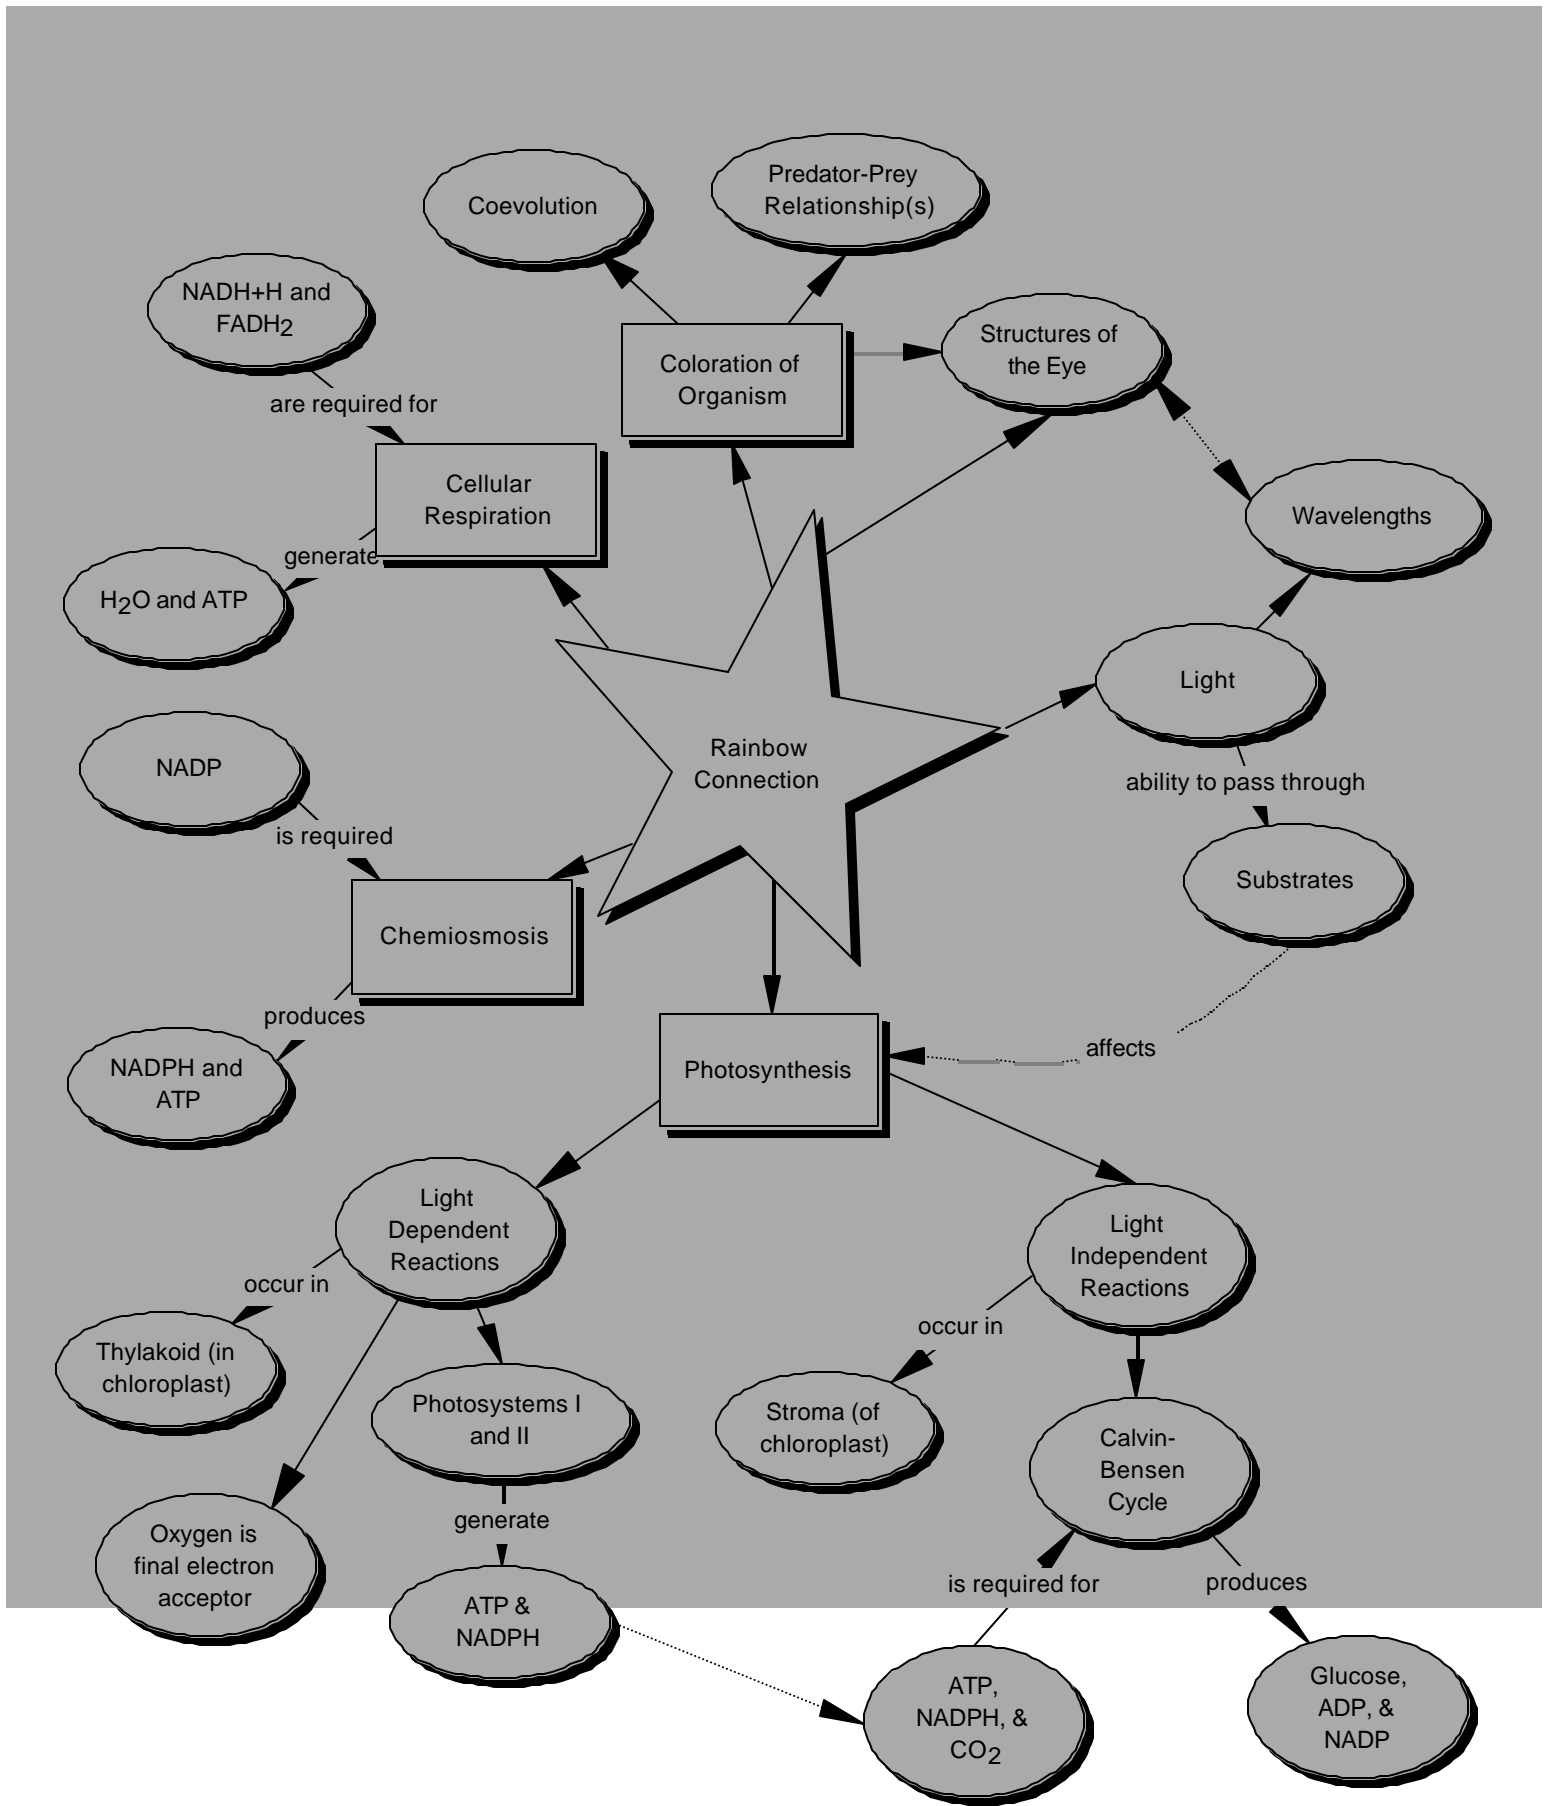 Predator-Prey
Relationship(s)
Coevolution
NADH+H and
FADH2
Structures of
the Eye
Coloration of
Organism
are required for
Cellular
Respiration
Wavelengths
generate
H2O and ATP
Light
NADP
Rainbow
Connection
ability to pass through
is required
Substrates
Chemiosmosis
produces
NADPH and
ATP
affects
Photosynthesis
Light
Dependent
Reactions
Light
Independent
Reactions
occur in
occur in
Thylakoid (in
chloroplast)
Photosystems I
and II
Stroma (of
chloroplast)
Calvin-
Bensen
Cycle
generate
Oxygen is
final electron
acceptor
is required for
produces
ATP &
NADPH
ATP,
NADPH, &
CO2
Glucose,
ADP, &
NADP